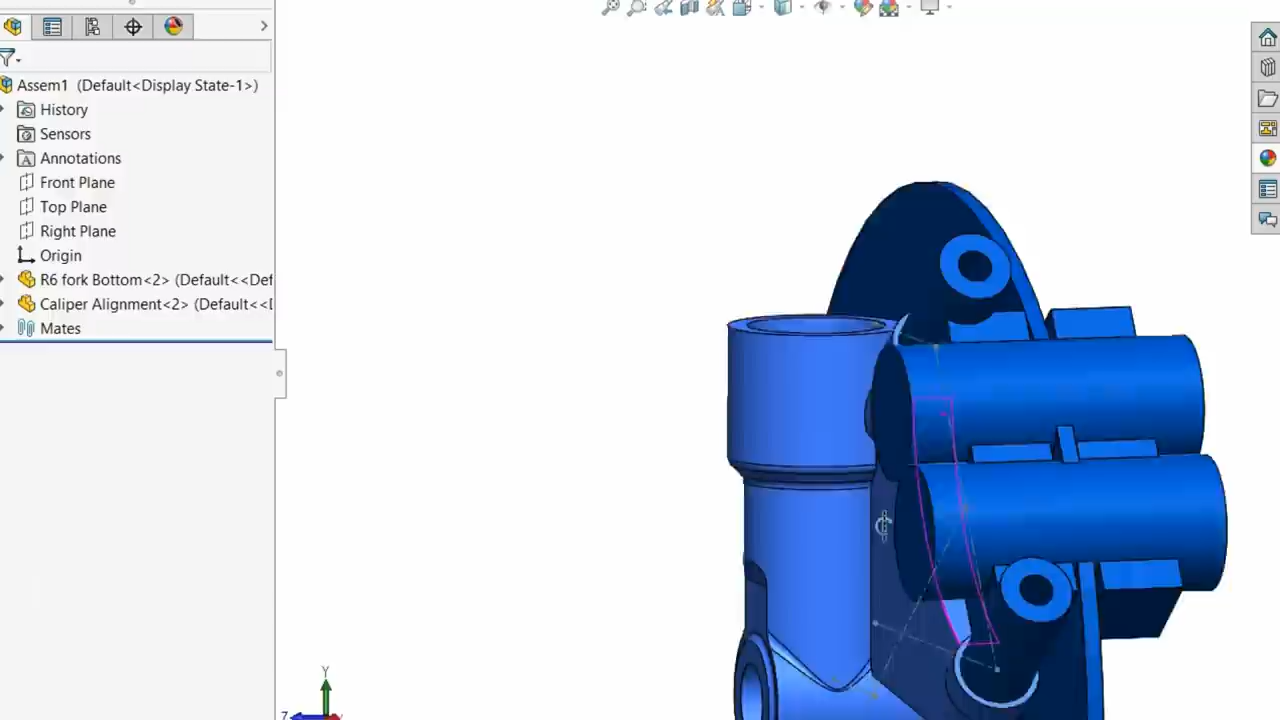 Assem1 (Default<Display State-1>)
History
Sensors
Annotations
Front Plane
Top Plane
Right Plane
Origin
R6 fork Bottom<2> (Default<<Def
Caliper Alignment<2> (Default<<D
Mates
Y
Z